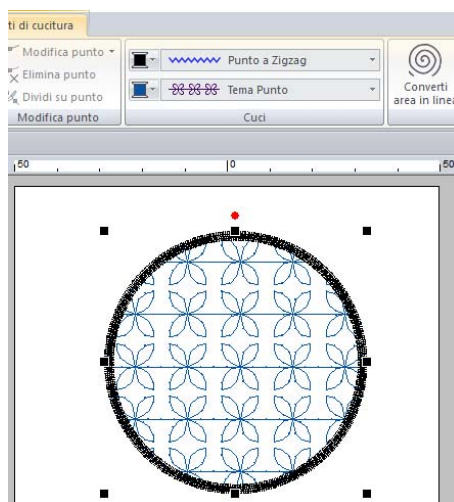 ti di cucitura
Modifica punto
Elimina punto
Dividi su punto
Modifica punto
Punto a Zigzag
Tema Punto
Cuci
Converti
area in linea
50
0
50